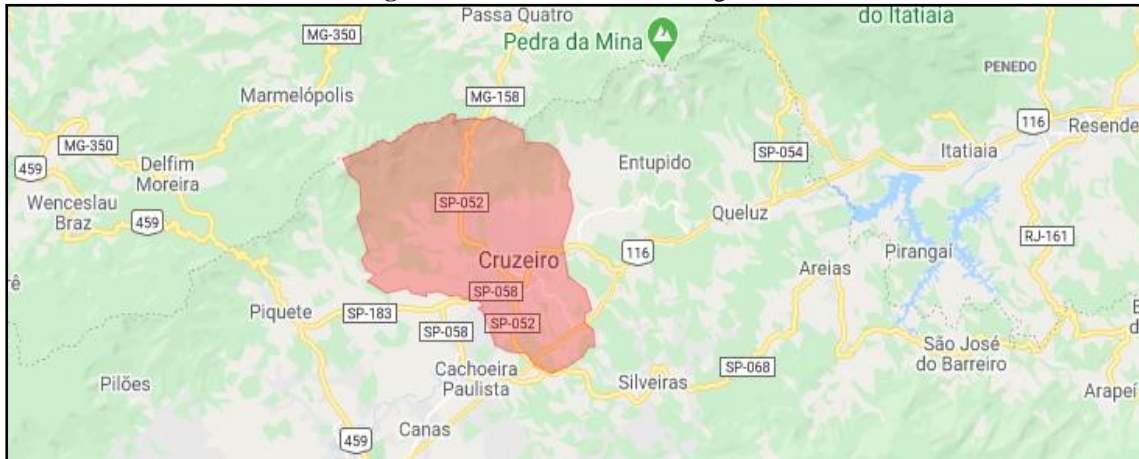 Passa Quatro
do Itatiaia
MG-350
Pedra da Mina
PENEDO
Marmelópolis
MG-158
116
Resende
MG-350
SP-054
Itatiaia
459
Delfim
Moreira
Entupido
Wenceslau
Braz
459
SP-052
Queluz
RJ-161
116
Pirangaí
Cruzeiro
Areias
rê
SP-058
Piquete
SP-183
SP-052
SP-058
São José
do Barreiro
Cachoeira
Paulista
SP-068
Pilões
Silveiras
Arapeí
Canas
459